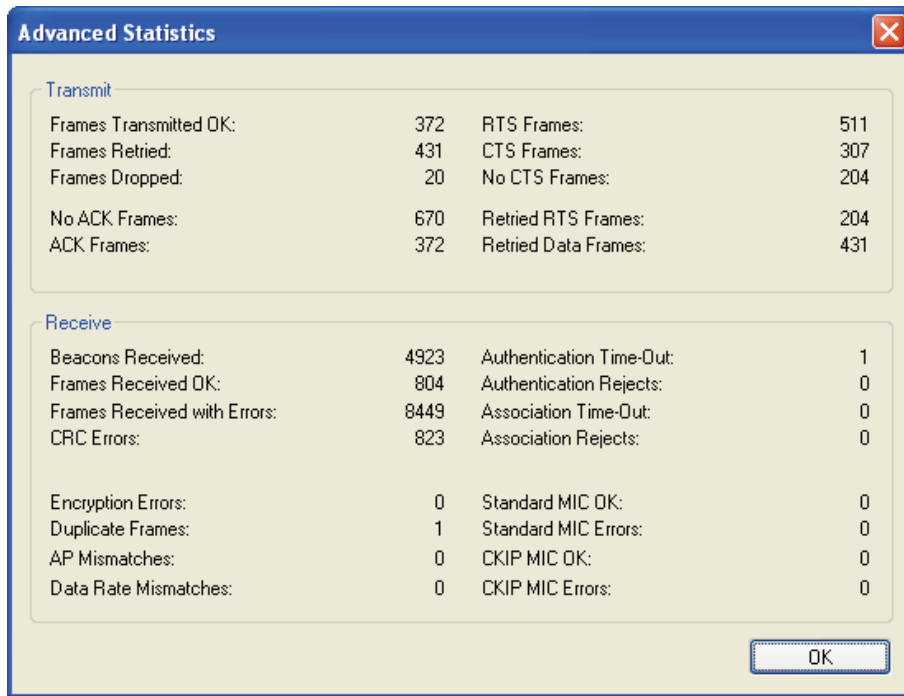 Advanced Statistics
Transmit
Frames Transmitted OK: 372 RTS Frames: 511
Frames Retried: 431 CTS Frames: 307
Frames Dropped: 20 No CTS Frames: 204
No ACK Frames: 670 Retried RTS Frames: 204
ACK Frames: 372 Retried Data Frames: 431
Receive
Beacons Received: 4923 Authentication Time-Out: 1
Frames Received OK: 804 Authentication Rejects: 0
Frames Received with Errors: 8449 Association Time-Out: 0
CRC Errors: 823 Association Rejects: 0
Encryption Errors: 0 Standard MIC OK: 0
Duplicate Frames: 1 Standard MIC Errors: 0
AP Mismatches: 0 CKIP MIC OK: 0
Data Rate Mismatches: 0 CKIP MIC Errors: 0
OK